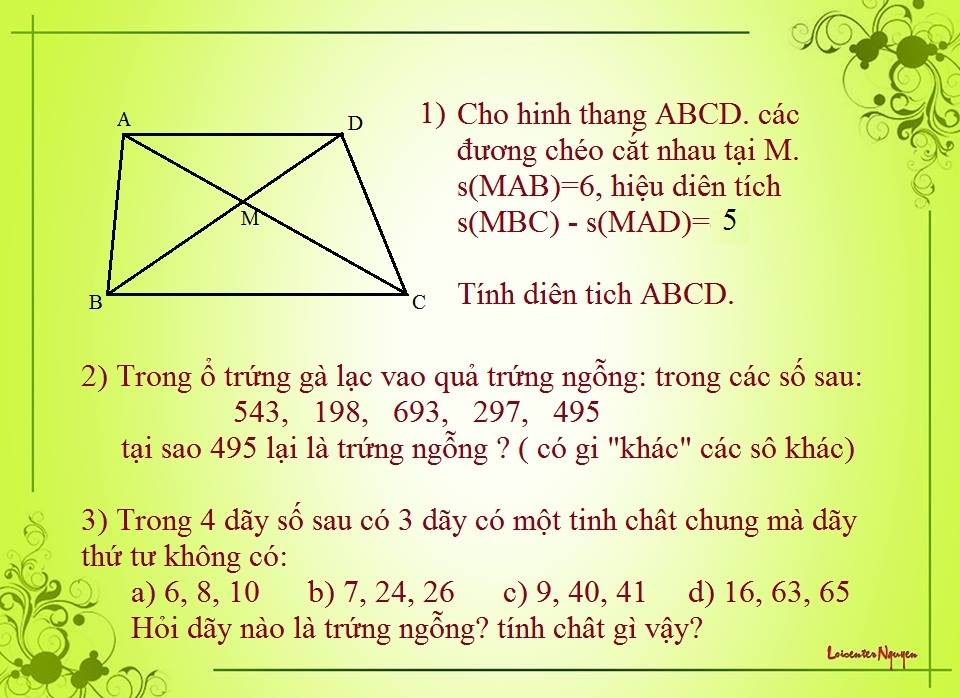 A
D
M
B
C
1) Cho hinh thang ABCD. các
đương chéo cắt nhau tại M.
s(MAB)=6, hiệu diên tích
s(MBC) - s(MAD)= 5
Tính diên tich ABCD.
2) Trong ổ trứng gà lạc vao quả trứng ngỗng: trong các số sau:
543, 198, 693, 297, 495
tại sao 495 lại là trứng ngỗng ? ( có gi "khác" các sô khác)
3) Trong 4 dãy số sau có 3 dãy có một tinh chât chung mà dãy
thứ tư không có:
a) 6, 8, 10 b) 7, 24, 26 c) 9, 40, 41 d) 16, 63, 65
Hỏi dãy nào là trứng ngỗng? tính chât gì vậy?
Loicenter Nguyen